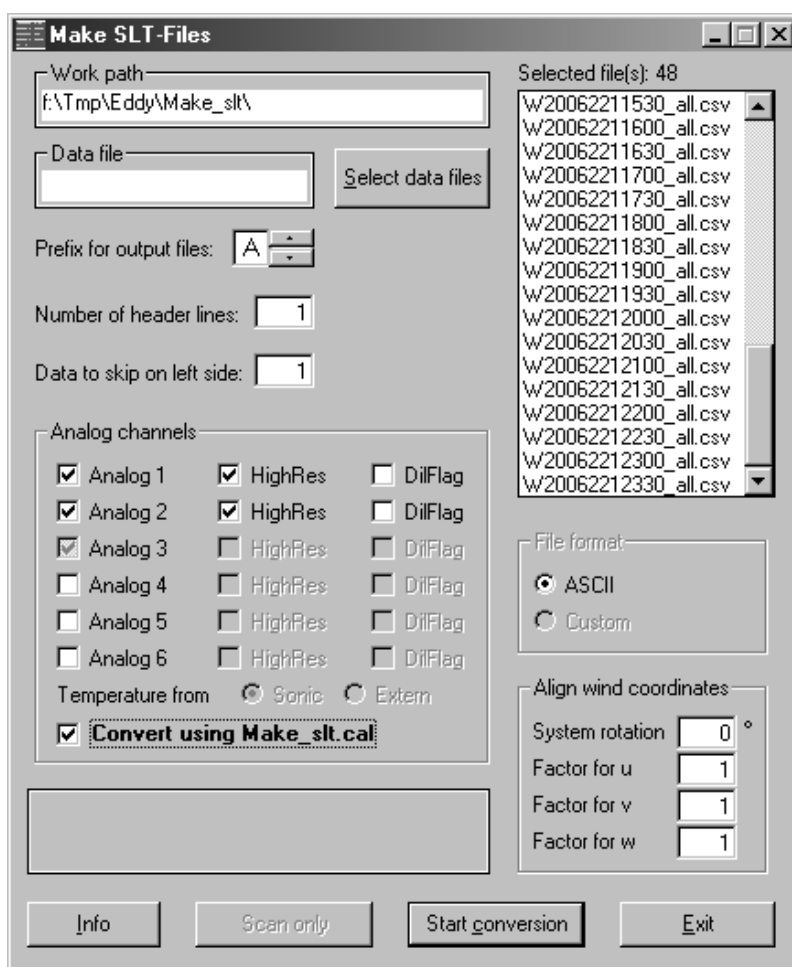 Make SLT-Files
Work path
f:\Tmp\Eddy\Make_slt\
Data file
Select data files
Prefix for output files: A
Number of header lines: 1
Data to skip on left side: 1
Analog channels
Analog 1 HighRes DilFlag
Analog 2 HighRes DilFlag
Analog 3 HighRes DilFlag
Analog 4 HighRes DilFlag
Analog 5 HighRes DilFlag
Analog 6 HighRes DilFlag
Temperature from Sonic Extern
Convert using Make_slt.cal
Selected file(s): 48
W20062211530_all.csv
W20062211600_all.csv
W20062211630_all.csv
W20062211700_all.csv
W20062211730_all.csv
W20062211800_all.csv
W20062211830_all.csv
W20062211900_all.csv
W20062211930_all.csv
W20062212000_all.csv
W20062212030_all.csv
W20062212100_all.csv
W20062212130_all.csv
W20062212200_all.csv
W20062212230_all.csv
W20062212300_all.csv
W20062212330_all.csv
File format
ASCII
Custom
Align wind coordinates
System rotation 0 °
Factor for u 1
Factor for v 1
Factor for w 1
Info
Scan only
Start conversion
Exit